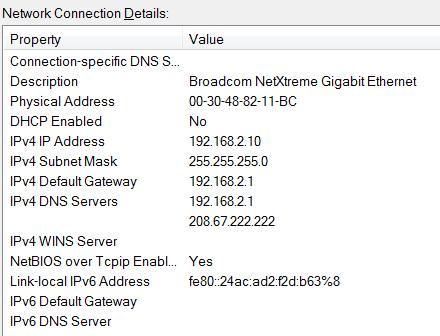 Network Connection Details:
Property Value
Connection-specific DNS S...
Description Broadcom NetXtreme Gigabit Ethernet
Physical Address 00-30-48-82-11-BC
DHCP Enabled No
IPv4 IP Address 192.168.2.10
IPv4 Subnet Mask 255.255.255.0
IPv4 Default Gateway 192.168.2.1
IPv4 DNS Servers 192.168.2.1
208.67.222.222
IPv4 WINS Server
NetBIOS over Tcpip Enabl... Yes
Link-local IPv6 Address fe80::24ac:ad2:f2d:b63%8
IPv6 Default Gateway
IPv6 DNS Server